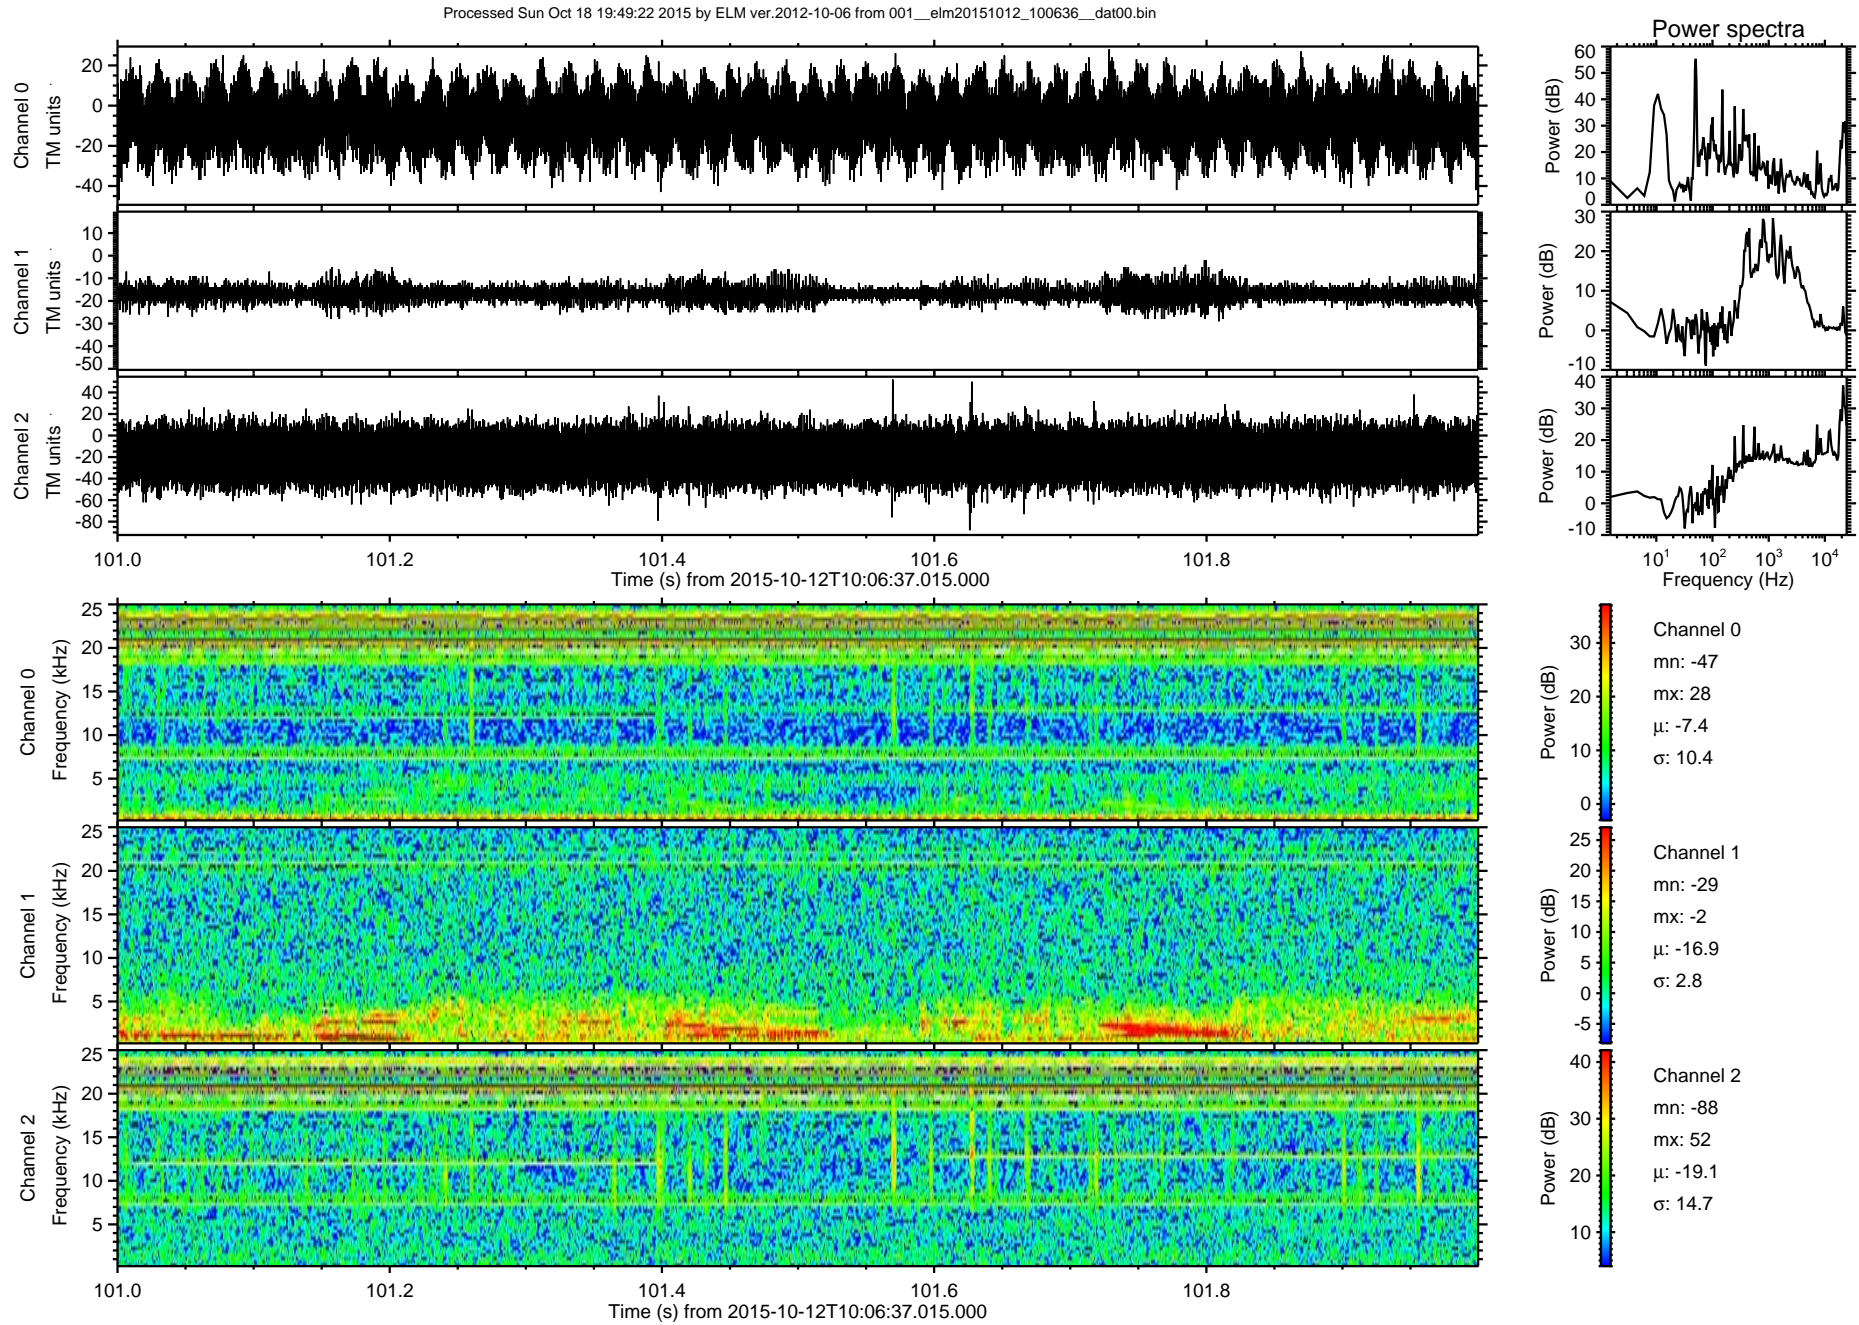 Processed Sun Oct 18 19:49:22 2015 by ELM ver.2012-10-06 from 001__elm20151012_100636__dat00.bin
Power spectra
Channel 0
TM units
20
0
-20
-40
Power (dB)
60
50
40
30
20
10
0
Channel 1
TM units
10
0
-10
-20
-30
-40
-50
Power (dB)
30
20
10
0
-10
Channel 2
TM units
40
20
0
-20
-40
-60
-80
Power (dB)
40
30
20
10
0
-10
101.0
101.2
101.4
101.6
101.8
Time (s) from 2015-10-12T10:06:37.015.000
10^1
10^2
10^3
10^4
Frequency (Hz)
Channel 0
Frequency (kHz)
25
20
15
10
5
Power (dB)
30
20
10
0
Channel 0
mn: -47
mx: 28
μ: -7.4
σ: 10.4
Channel 1
Frequency (kHz)
25
20
15
10
5
Power (dB)
25
20
15
10
5
0
-5
Channel 1
mn: -29
mx: -2
μ: -16.9
σ: 2.8
Channel 2
Frequency (kHz)
25
20
15
10
5
Power (dB)
40
30
20
10
Channel 2
mn: -88
mx: 52
μ: -19.1
σ: 14.7
101.0
101.2
101.4
101.6
101.8
Time (s) from 2015-10-12T10:06:37.015.000